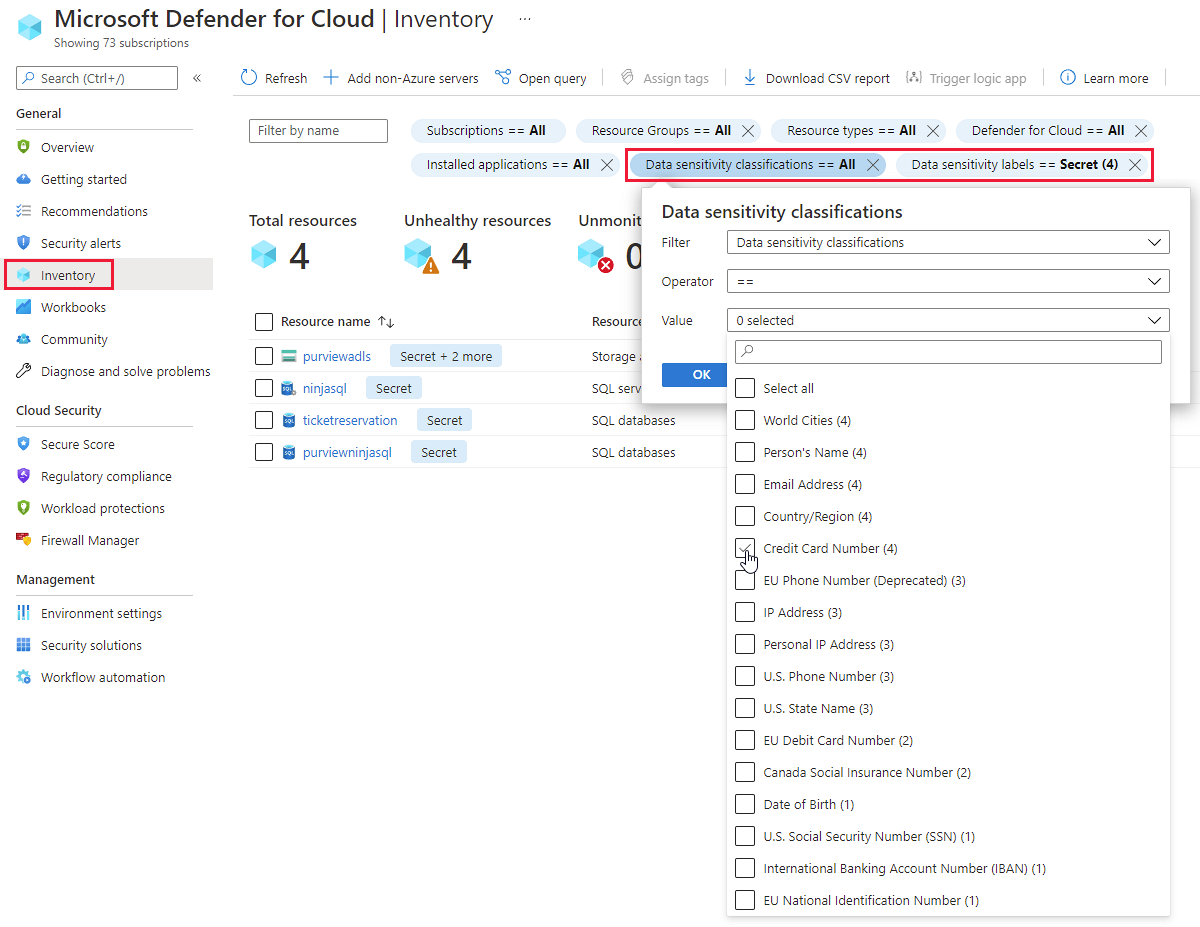 Microsoft Defender for Cloud | Inventory ...
Showing 73 subscriptions
Search (Ctrl+/)
«
Refresh
Add non-Azure servers
Open query
Assign tags
Download CSV report
Trigger logic app
Learn more
General
Overview
Getting started
Recommendations
Security alerts
Inventory
Workbooks
Community
Diagnose and solve problems
Cloud Security
Secure Score
Regulatory compliance
Workload protections
Firewall Manager
Management
Environment settings
Security solutions
Workflow automation
Filter by name
Subscriptions == All
Resource Groups == All
Resource types == All
Defender for Cloud == All
Installed applications == All
Data sensitivity classifications == All
Data sensitivity labels == Secret (4)
Total resources
4
Unhealthy resources
4
Unmonit
0
Resource name
Resource
purviewadls
Secret + 2 more
Storage a
ninjasql
Secret
SQL serv
ticketreservation
Secret
SQL databases
purviewninjasql
Secret
SQL databases
Data sensitivity classifications
Filter
Data sensitivity classifications
Operator
==
Value
0 selected
OK
Select all
World Cities (4)
Person's Name (4)
Email Address (4)
Country/Region (4)
Credit Card Number (4)
EU Phone Number (Deprecated) (3)
IP Address (3)
Personal IP Address (3)
U.S. Phone Number (3)
U.S. State Name (3)
EU Debit Card Number (2)
Canada Social Insurance Number (2)
Date of Birth (1)
U.S. Social Security Number (SSN) (1)
International Banking Account Number (IBAN) (1)
EU National Identification Number (1)